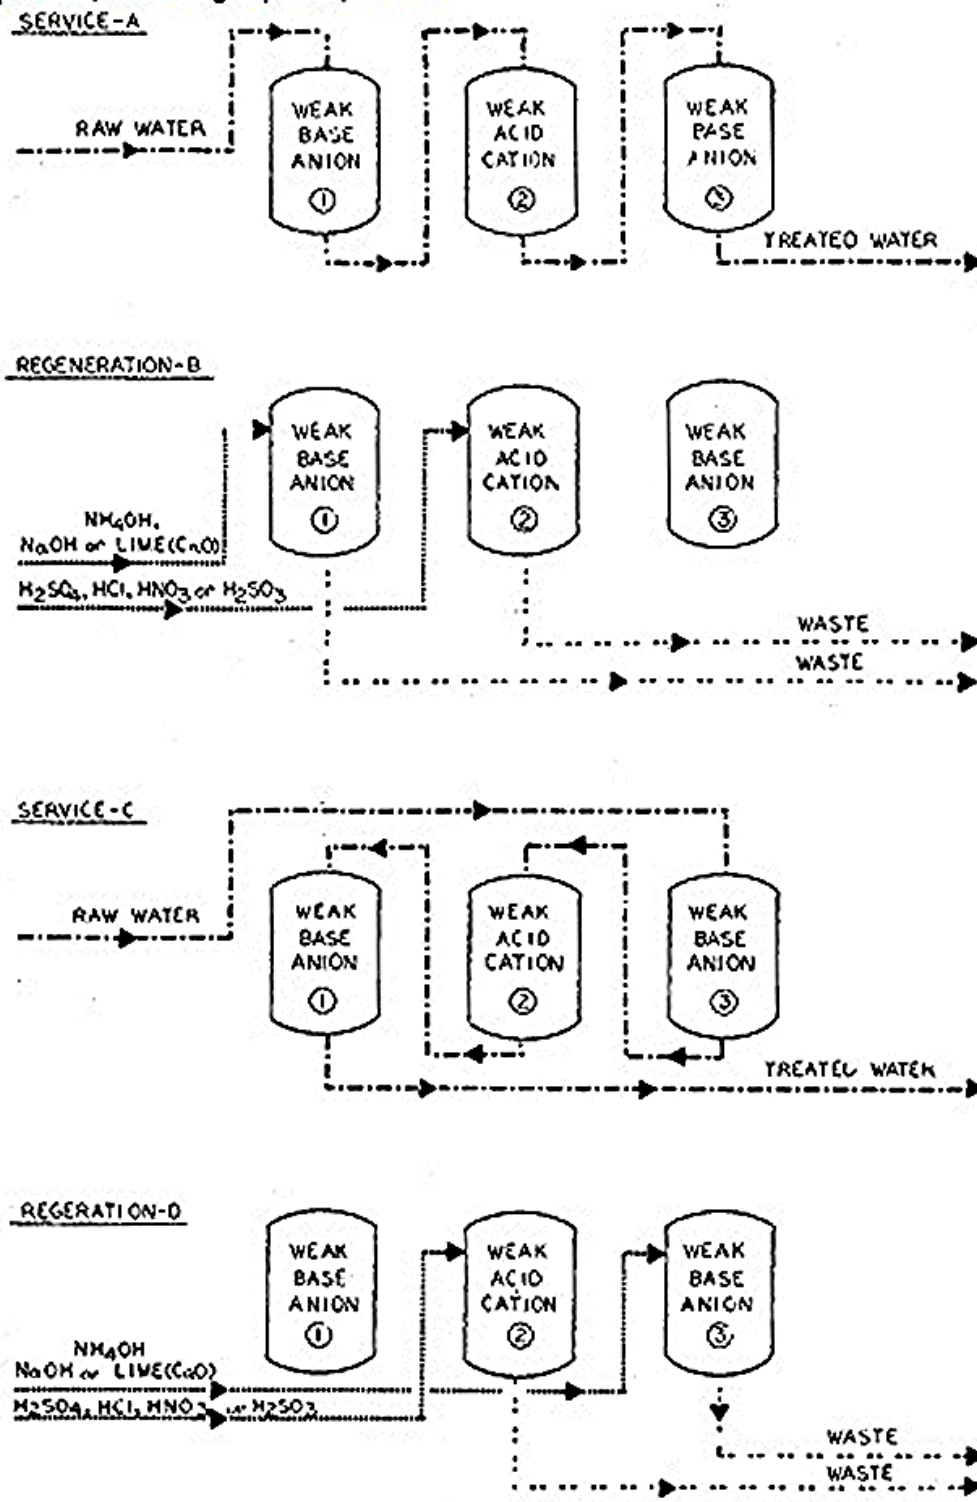 SERVICE-A
RAW WATER
WEAK
BASE
ANION
1
WEAK
ACID
CATION
2
WEAK
BASE
ANION
3
TREATED WATER
REGENERATION-B
WEAK
BASE
ANION
1
WEAK
ACID
CATION
2
WEAK
BASE
ANION
3
NH4OH,
NaOH or LIME(CaO)
H2SO4, HCl, HNO3 or H2SO3
WASTE
WASTE
SERVICE-C
RAW WATER
WEAK
BASE
ANION
1
WEAK
ACID
CATION
2
WEAK
BASE
ANION
3
TREATED WATER
REGERATION-D
WEAK
BASE
ANION
1
WEAK
ACID
CATION
2
WEAK
BASE
ANION
3
NH4OH
NaOH or LIME(CaO)
H2SO4, HCl, HNO3 or H2SO3
WASTE
WASTE